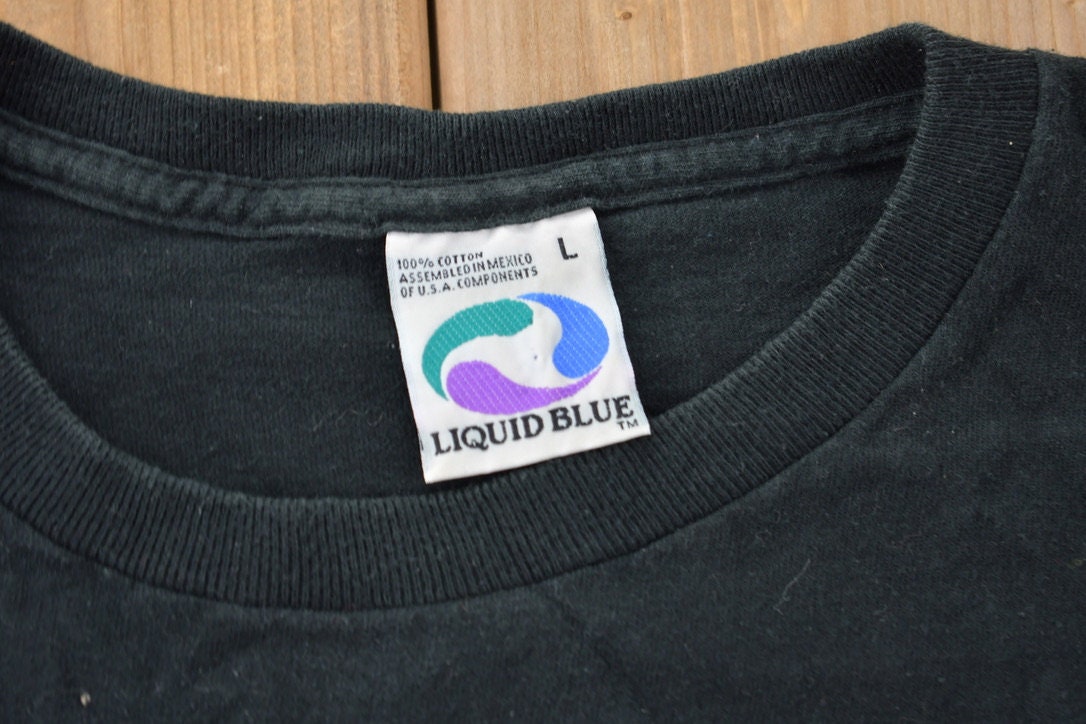 100% COTTON
ASSEMBLED IN MEXICO
OF U.S.A. COMPONENTS
L
LIQUID BLUE
TM